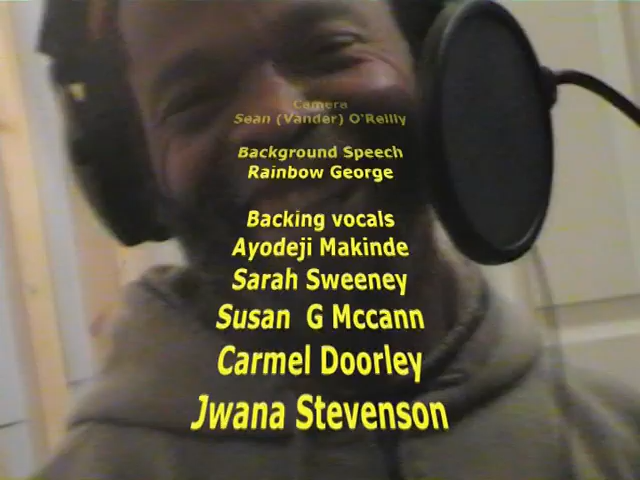 Camera
Sean (Vander) O'Reilly
Background Speech
Rainbow George
Backing vocals
Ayodeji Makinde
Sarah Sweeney
Susan G Mccann
Carmel Doorley
Jwana Stevenson